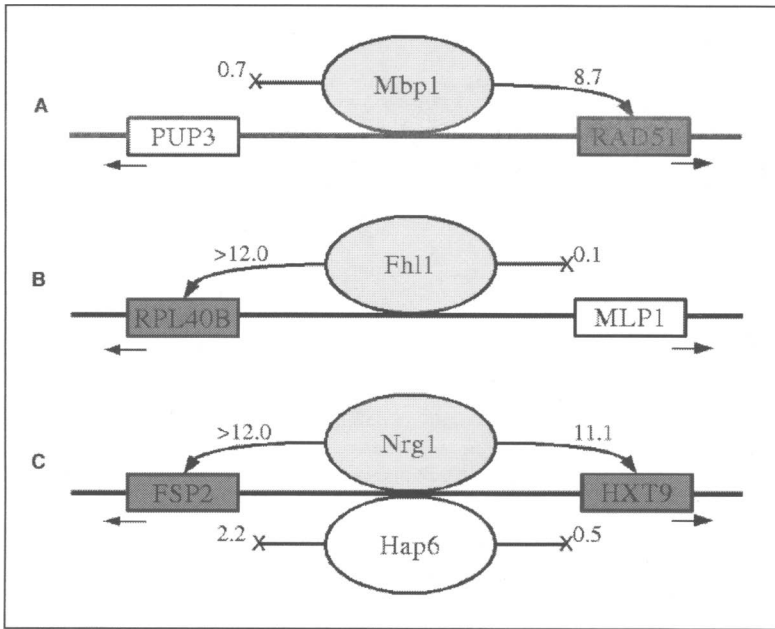 A
0.7
Mbp1
8.7
PUP3
RAD51
B
>12.0
Fhl1
0.1
RPL40B
MLP1
C
>12.0
Nrg1
11.1
FSP2
HXT9
2.2
Hap6
0.5